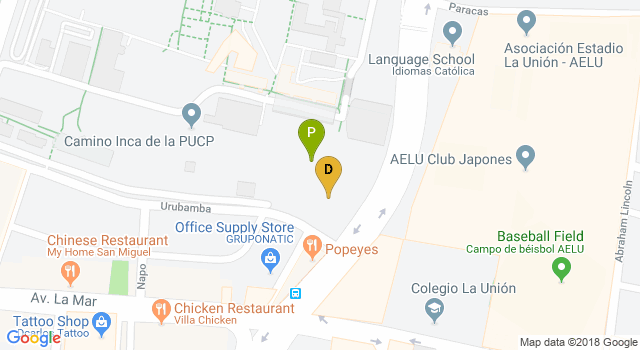 Paracas
Language School
Idiomas Católica
Asociación Estadio
La Unión - AELU
P
Camino Inca de la PUCP
D
AELU Club Japones
Abraham Lincoln
Urubamba
Office Supply Store
GRUPONATIC
Popeyes
Chinese Restaurant
My Home San Miguel
Napo
Baseball Field
Campo de béisbol AELU
Colegio La Unión
Av. La Mar
Chicken Restaurant
Villa Chicken
Tattoo Shop
Dcarlos Tattoo
Google
Map data ©2018 Google